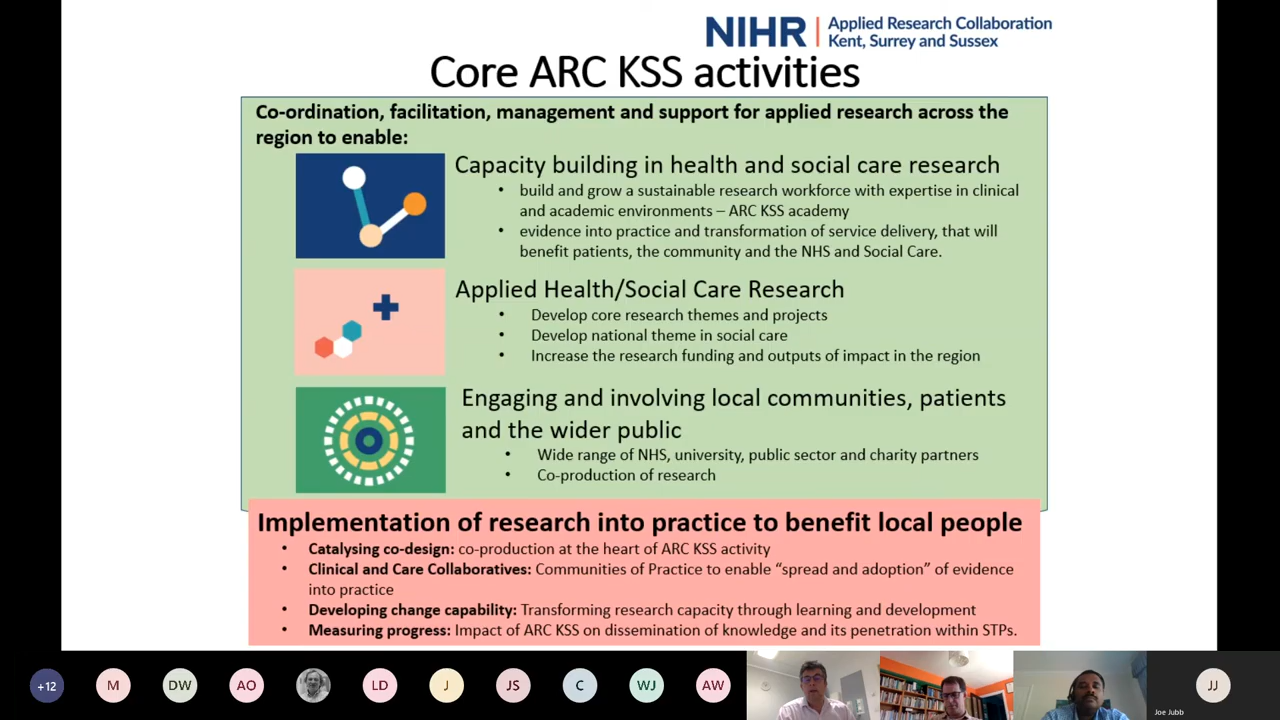 NIHR | Applied Research Collaboration
Kent, Surrey and Sussex
Core ARC KSS activities
Co-ordination, facilitation, management and support for applied research across the
region to enable:
Capacity building in health and social care research
• build and grow a sustainable research workforce with expertise in clinical
and academic environments – ARC KSS academy
• evidence into practice and transformation of service delivery, that will
benefit patients, the community and the NHS and Social Care.
Applied Health/Social Care Research
• Develop core research themes and projects
• Develop national theme in social care
• Increase the research funding and outputs of impact in the region
Engaging and involving local communities, patients
and the wider public
• Wide range of NHS, university, public sector and charity partners
• Co-production of research
Implementation of research into practice to benefit local people
• Catalysing co-design: co-production at the heart of ARC KSS activity
• Clinical and Care Collaboratives: Communities of Practice to enable “spread and adoption” of evidence
into practice
• Developing change capability: Transforming research capacity through learning and development
• Measuring progress: Impact of ARC KSS on dissemination of knowledge and its penetration within STPs.
+12 M DW AO LD J JS C WJ AW JJ
Joe Jubb